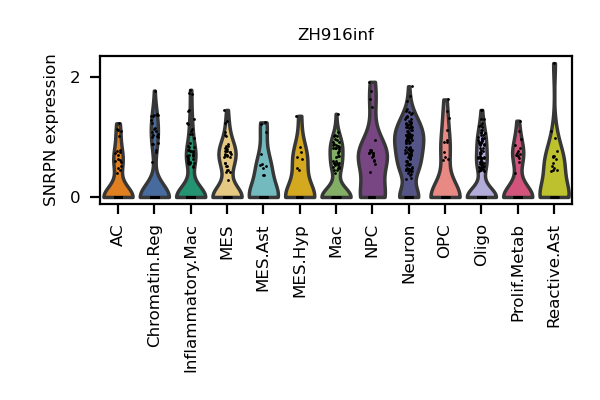 ZH916inf
SNRPN expression
2
0
AC
Chromatin.Reg
Inflammatory.Mac
MES
MES.Ast
MES.Hyp
Mac
NPC
Neuron
OPC
Oligo
Prolif.Metab
Reactive.Ast